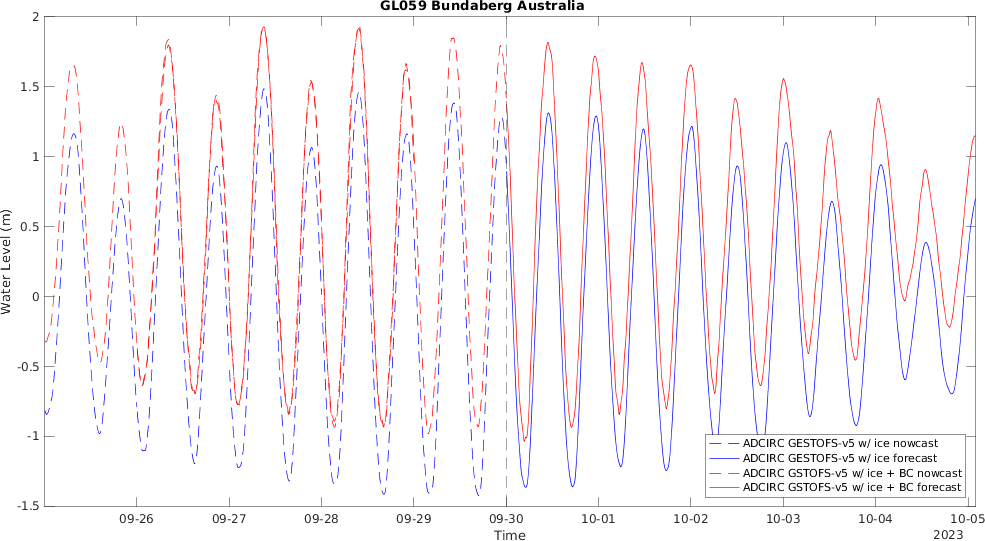 GL059 Bundaberg Australia
2
1.5
1
0.5
0
-0.5
-1
-1.5
Water Level (m)
ADCIRC GESTOFS-v5 w/ ice nowcast
ADCIRC GESTOFS-v5 w/ ice forecast
ADCIRC GSTOFS-v5 w/ ice + BC nowcast
ADCIRC GSTOFS-v5 w/ ice + BC forecast
09-26 09-27 09-28 09-29 09-30 10-01 10-02 10-03 10-04 10-05
Time 2023